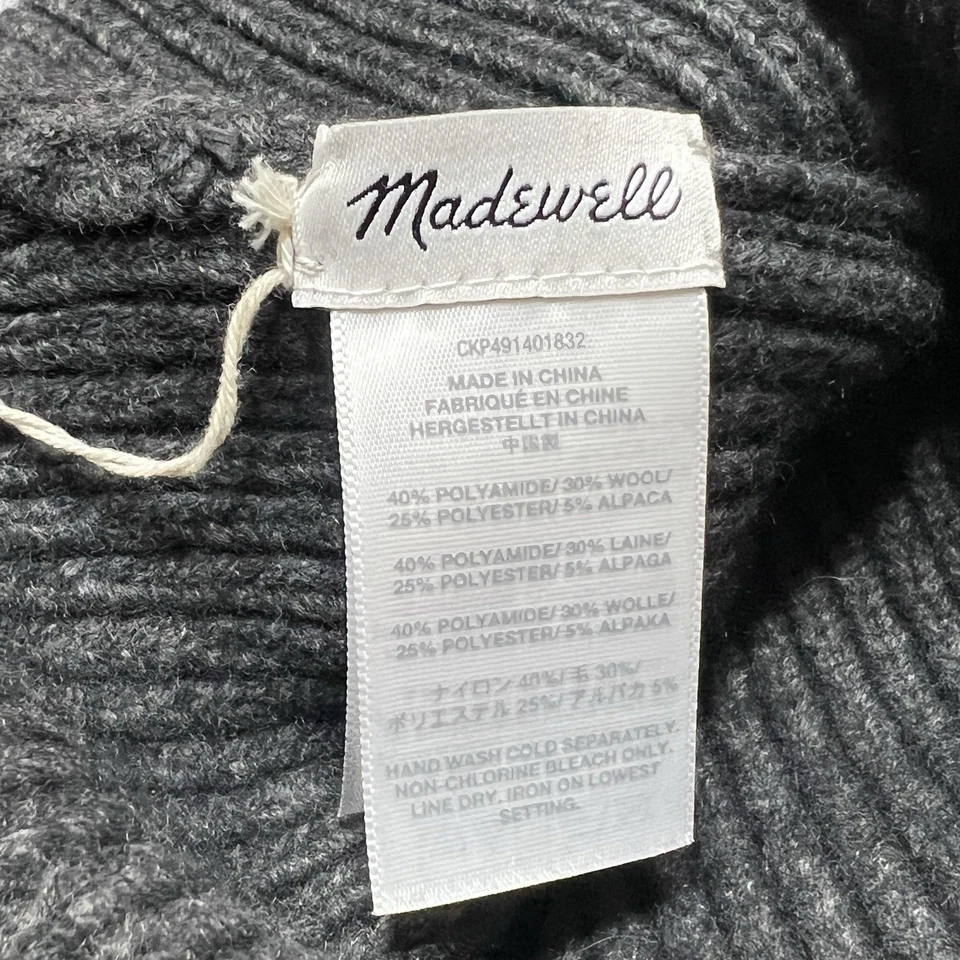 Madewell
CKP491401832
MADE IN CHINA
FABRIQUÉ EN CHINE
HERGESTELLT IN CHINA
中国製
40% POLYAMIDE/ 30% WOOL/
25% POLYESTER/ 5% ALPACA
40% POLYAMIDE/ 30% LAINE/
25% POLYESTER/ 5% ALPAGA
40% POLYAMIDE/ 30% WOLLE/
25% POLYESTER/ 5% ALPAKA
ナイロン 40%/ 毛 30%/
ポリエステル 25%/ アルパカ 5%
HAND WASH COLD SEPARATELY.
NON-CHLORINE BLEACH ONLY.
LINE DRY. IRON ON LOWEST
SETTING.